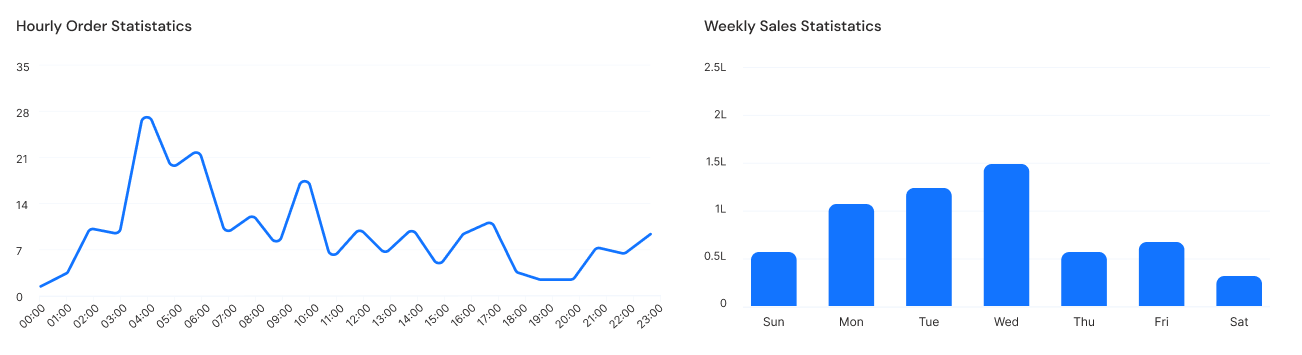 Hourly Order Statistatics
35
28
21
14
7
0
00:00 01:00 02:00 03:00 04:00 05:00 06:00 07:00 08:00 09:00 10:00 11:00 12:00 13:00 14:00 15:00 16:00 17:00 18:00 19:00 20:00 21:00 22:00 23:00
Weekly Sales Statistatics
2.5L
2L
1.5L
1L
0.5L
0
Sun Mon Tue Wed Thu Fri Sat